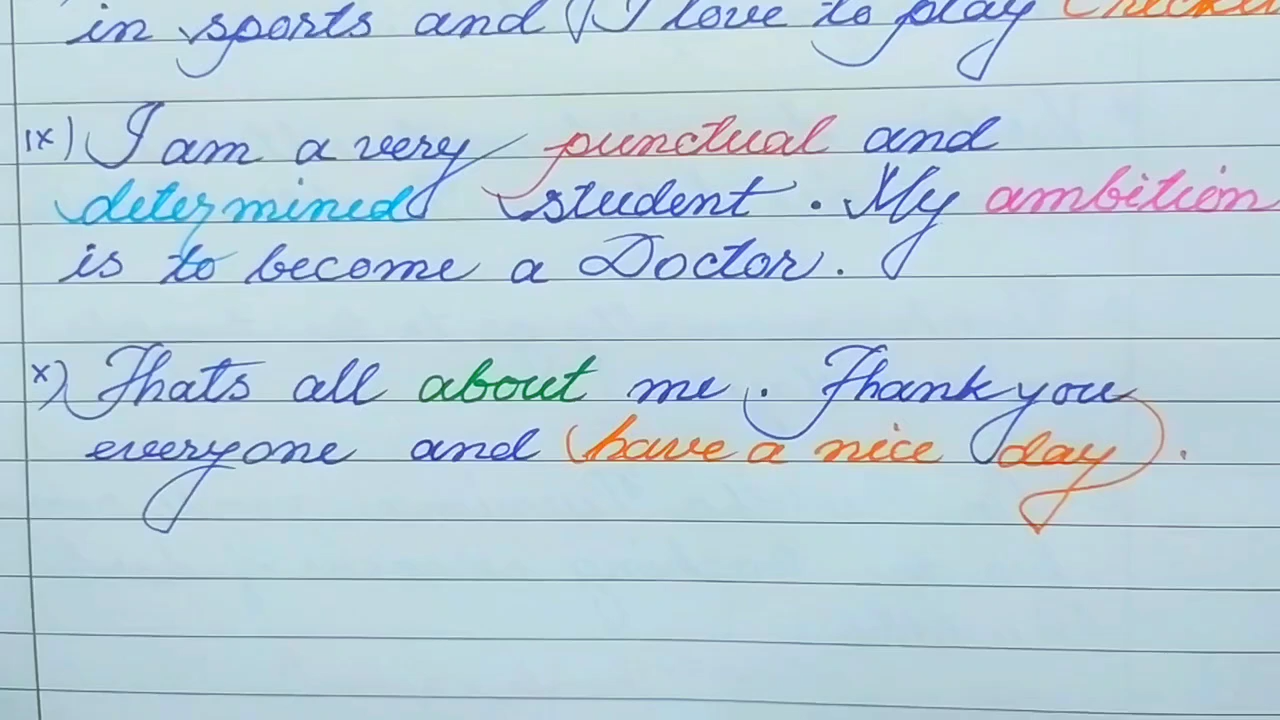 in sports and I love to play
ix) I am a very punctual and
determined student. My ambition
is to become a Doctor.
x) Thats all about me. Thank you
everyone and have a nice day.